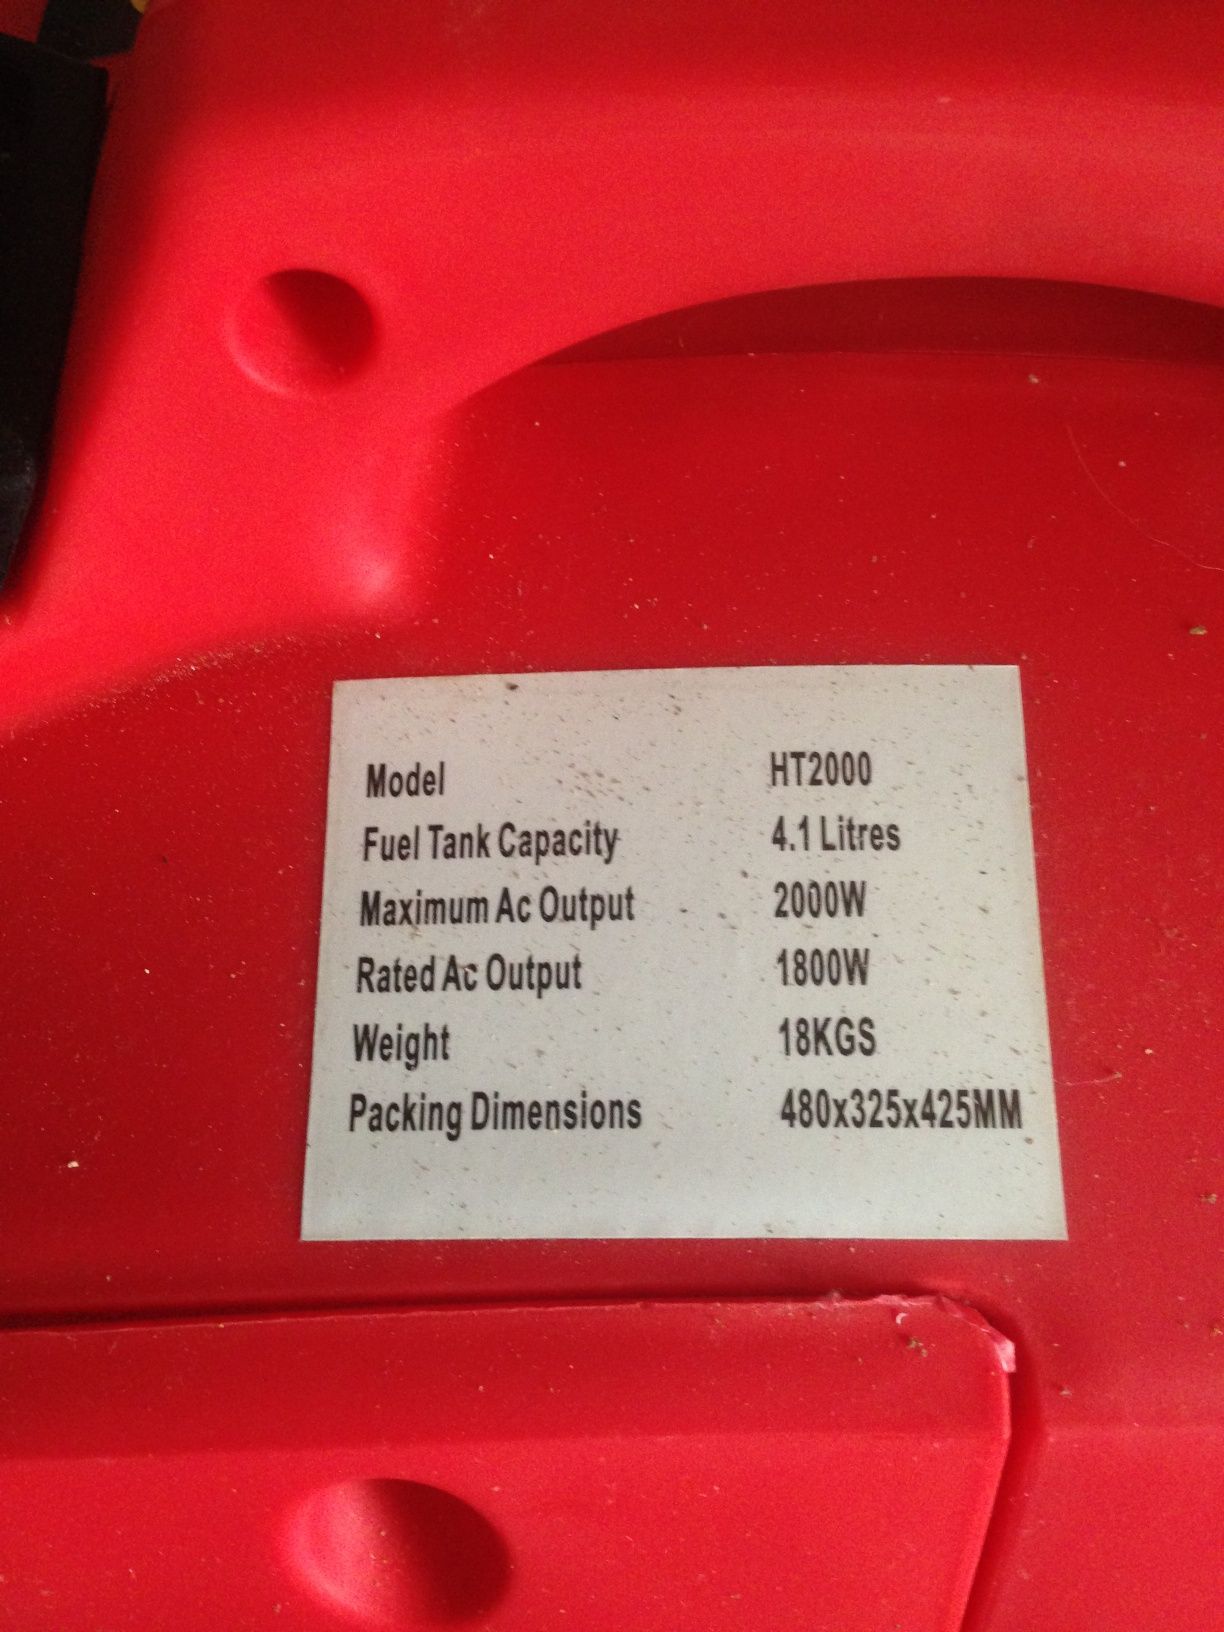 Model HT2000
Fuel Tank Capacity 4.1 Litres
Maximum Ac Output 2000W
Rated Ac Output 1800W
Weight 18KGS
Packing Dimensions 480x325x425MM